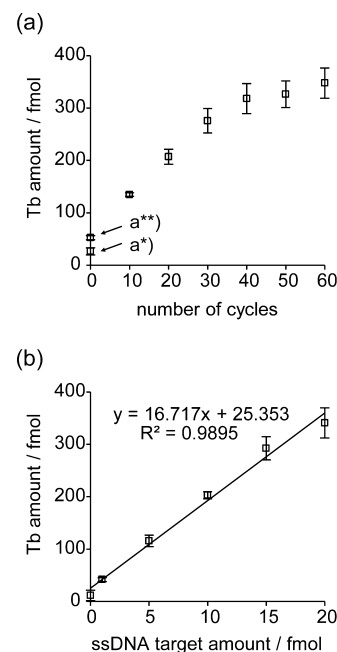 (a)
400
300
200
100
0
Tb amount / fmol
a**)
a*)
0 10 20 30 40 50 60
number of cycles
(b)
400
300
200
100
0
Tb amount / fmol
y = 16.717x + 25.353
R² = 0.9895
0 5 10 15 20
ssDNA target amount / fmol